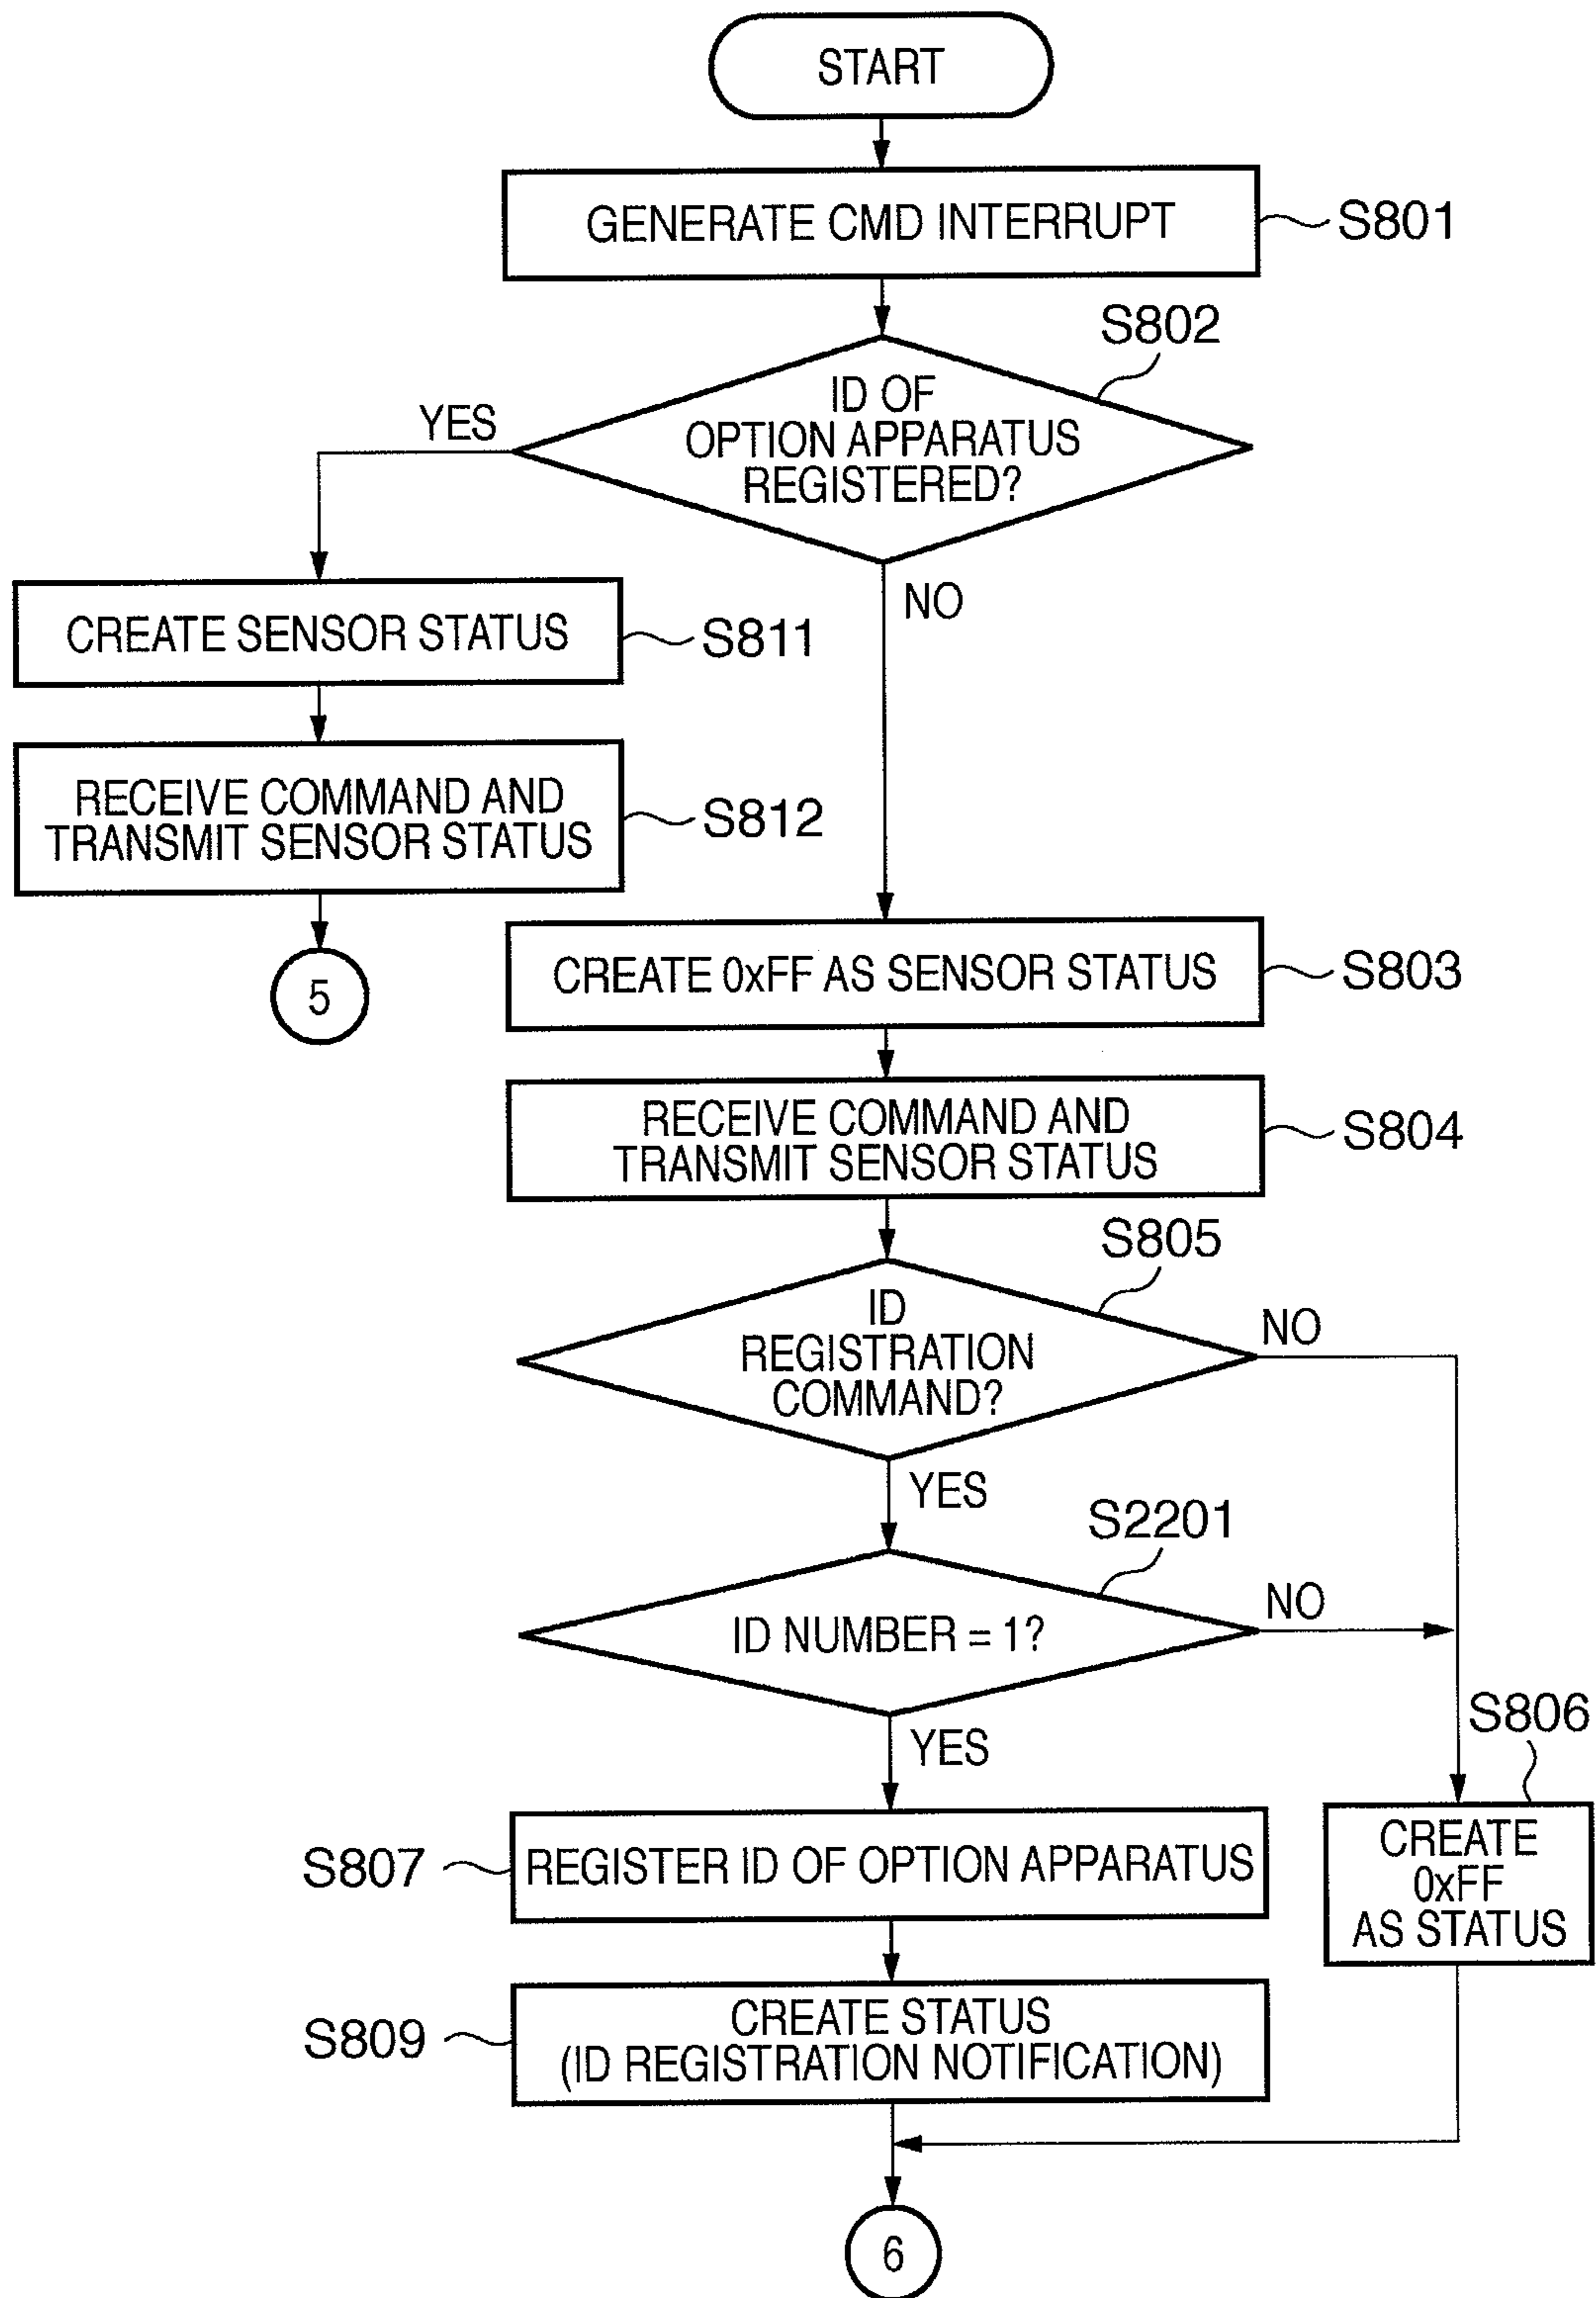 START
GENERATE CMD INTERRUPT
S801
S802
ID OF
OPTION APPARATUS
REGISTERED?
YES
NO
CREATE SENSOR STATUS
S811
RECEIVE COMMAND AND
TRANSMIT SENSOR STATUS
S812
5
CREATE 0xFF AS SENSOR STATUS
S803
RECEIVE COMMAND AND
TRANSMIT SENSOR STATUS
S804
S805
ID
REGISTRATION
COMMAND?
NO
YES
S2201
ID NUMBER = 1?
NO
YES
S806
CREATE
0xFF
AS STATUS
S807
REGISTER ID OF OPTION APPARATUS
S809
CREATE STATUS
(ID REGISTRATION NOTIFICATION)
6